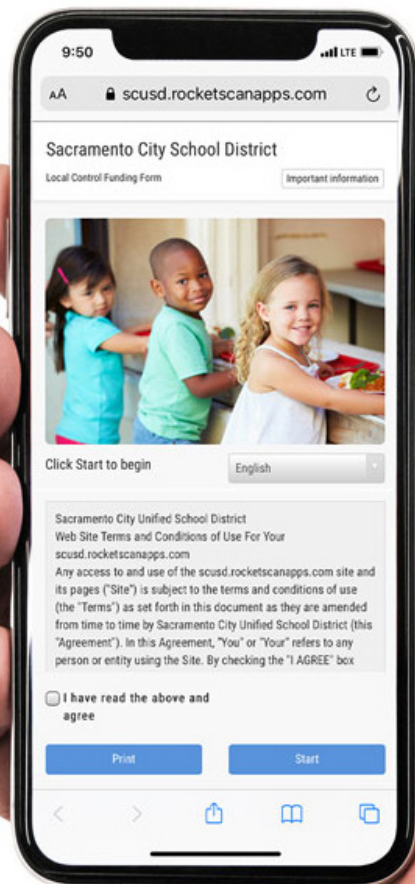 9:50
LTE
AA scusd.rocketscanapps.com
Sacramento City School District
Local Control Funding Form
Important information
Click Start to begin
English
Sacramento City Unified School District
Web Site Terms and Conditions of Use For Your
scusd.rocketscanapps.com
Any access to and use of the scusd.rocketscanapps.com site and
its pages ("Site") is subject to the terms and conditions of use
(the "Terms") as set forth in this document as they are amended
from time to time by Sacramento City Unified School District (this
"Agreement"). In this Agreement, "You" or "Your" refers to any
person or entity using the Site. By checking the "I AGREE" box
I have read the above and
agree
Print
Start